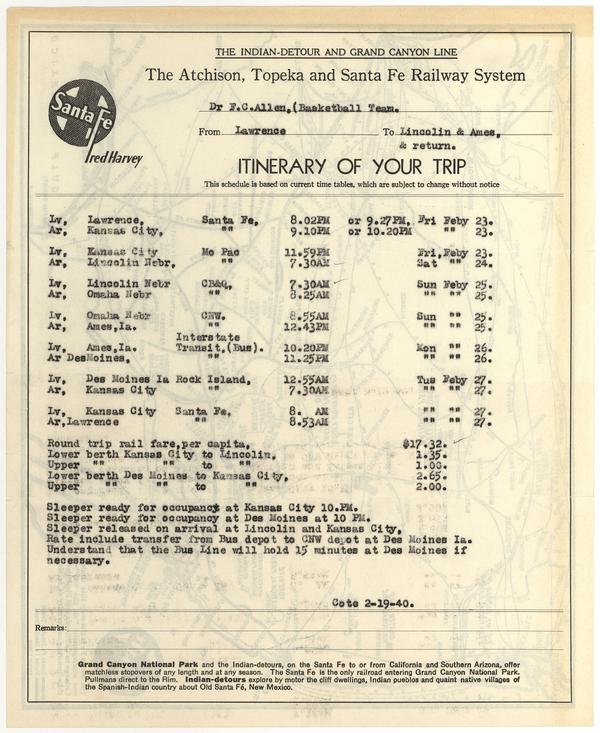 THE INDIAN-DETOUR AND GRAND CANYON LINE
The Atchison, Topeka and Santa Fe Railway System
Santa Fe
Fred Harvey
Dr F.C.Allen,(Basketball Team.
From Lawrence To Lincolin & Ames,
& return.
ITINERARY OF YOUR TRIP
This schedule is based on current time tables, which are subject to change without notice
Lv, Lawrence, Santa Fe, 8.02PM or 9.27PM, Fri Feby 23.
Ar, Kansas City, "" 9.10PM or 10.20PM "" "" 23.
Lv, Kansas City Mo Pac 11.59PM Fri,Feby 23.
Ar, Lincolin Nebr, "" 7.30AM Sat "" 24.
Lv, Lincolin Nebr CB&Q, 7.30AM Sun Feby 25.
Ar, Omaha Nebr "" 8.25AM "" "" 25.
Lv, Omaha Nebr CNW. 8.55AM Sun "" 25.
Ar, Ames,Ia. "" 12.43PM "" "" 25.
Interstate
Lv, Ames,Ia. Transit,(Bus). 10.20PM Mon "" 26.
Ar DesMoines, "" 11.25PM "" "" 26.
Lv, Des Moines Ia Rock Island, 12.55AM Tus Feby 27.
Ar, Kansas City "" 7.30AM "" "" 27.
Lv, Kansas City Santa Fe, 8. AM "" "" 27.
Ar,Lawrence "" 8.53AM "" "" 27.
Round trip rail fare,per capita, $17.32.
Lower berth Kansas City to Lincolin, 1.35.
Upper "" "" to "" 1.00.
Lower berth Des Moines to Kansas City, 2.65.
Upper "" "" to "" 2.00.
Sleeper ready for occupancy at Kansas City 10.PM.
Sleeper ready for occupancy at Des Moines at 10 PM.
Sleeper released on arrival at Lincolin and Kansas City,
Rate include transfer from Bus depot to CNW depot at Des Moines Ia.
Understand that the Bus Line will hold 15 minutes at Des Moines if
necessary.
Cote 2-19-40.
Remarks:
Grand Canyon National Park and the Indian-detours, on the Santa Fe to or from California and Southern Arizona, offer
matchless stopovers of any length and at any season. The Santa Fe is the only railroad entering Grand Canyon National Park.
Pullmans direct to the Rim. Indian-detours explore by motor the cliff dwellings, Indian pueblos and quaint native villages of
the Spanish-Indian country about Old Santa Fé, New Mexico.